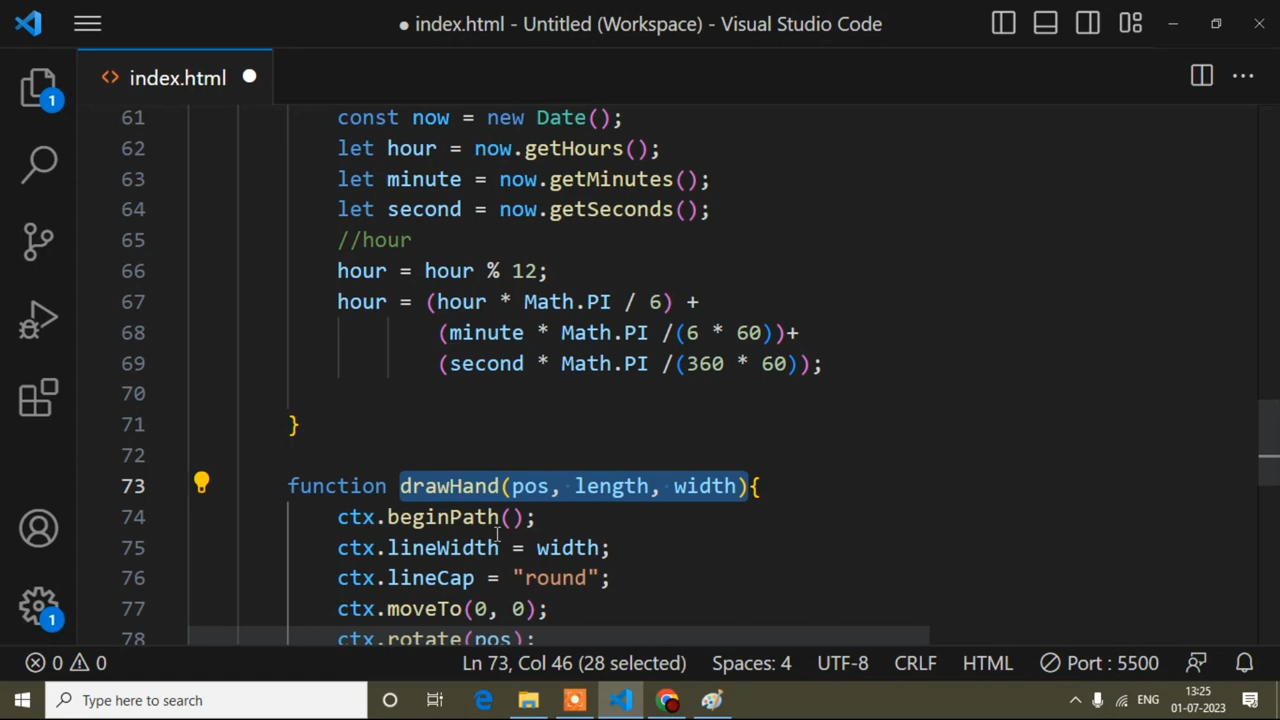 index.html - Untitled (Workspace) - Visual Studio Code
<> index.html
1
61 const now = new Date();
62 let hour = now.getHours();
63 let minute = now.getMinutes();
64 let second = now.getSeconds();
65 //hour
66 hour = hour % 12;
67 hour = (hour * Math.PI / 6) +
68 (minute * Math.PI /(6 * 60))+
69 (second * Math.PI /(360 * 60));
70
71 }
72
73 function drawHand(pos, length, width){
74 ctx.beginPath();
75 ctx.lineWidth = width;
76 ctx.lineCap = "round";
77 ctx.moveTo(0, 0);
78 ctx.rotate(pos);
1
0 0 Ln 73, Col 46 (28 selected) Spaces: 4 UTF-8 CRLF HTML Port : 5500
Type here to search ENG 13:25
01-07-2023